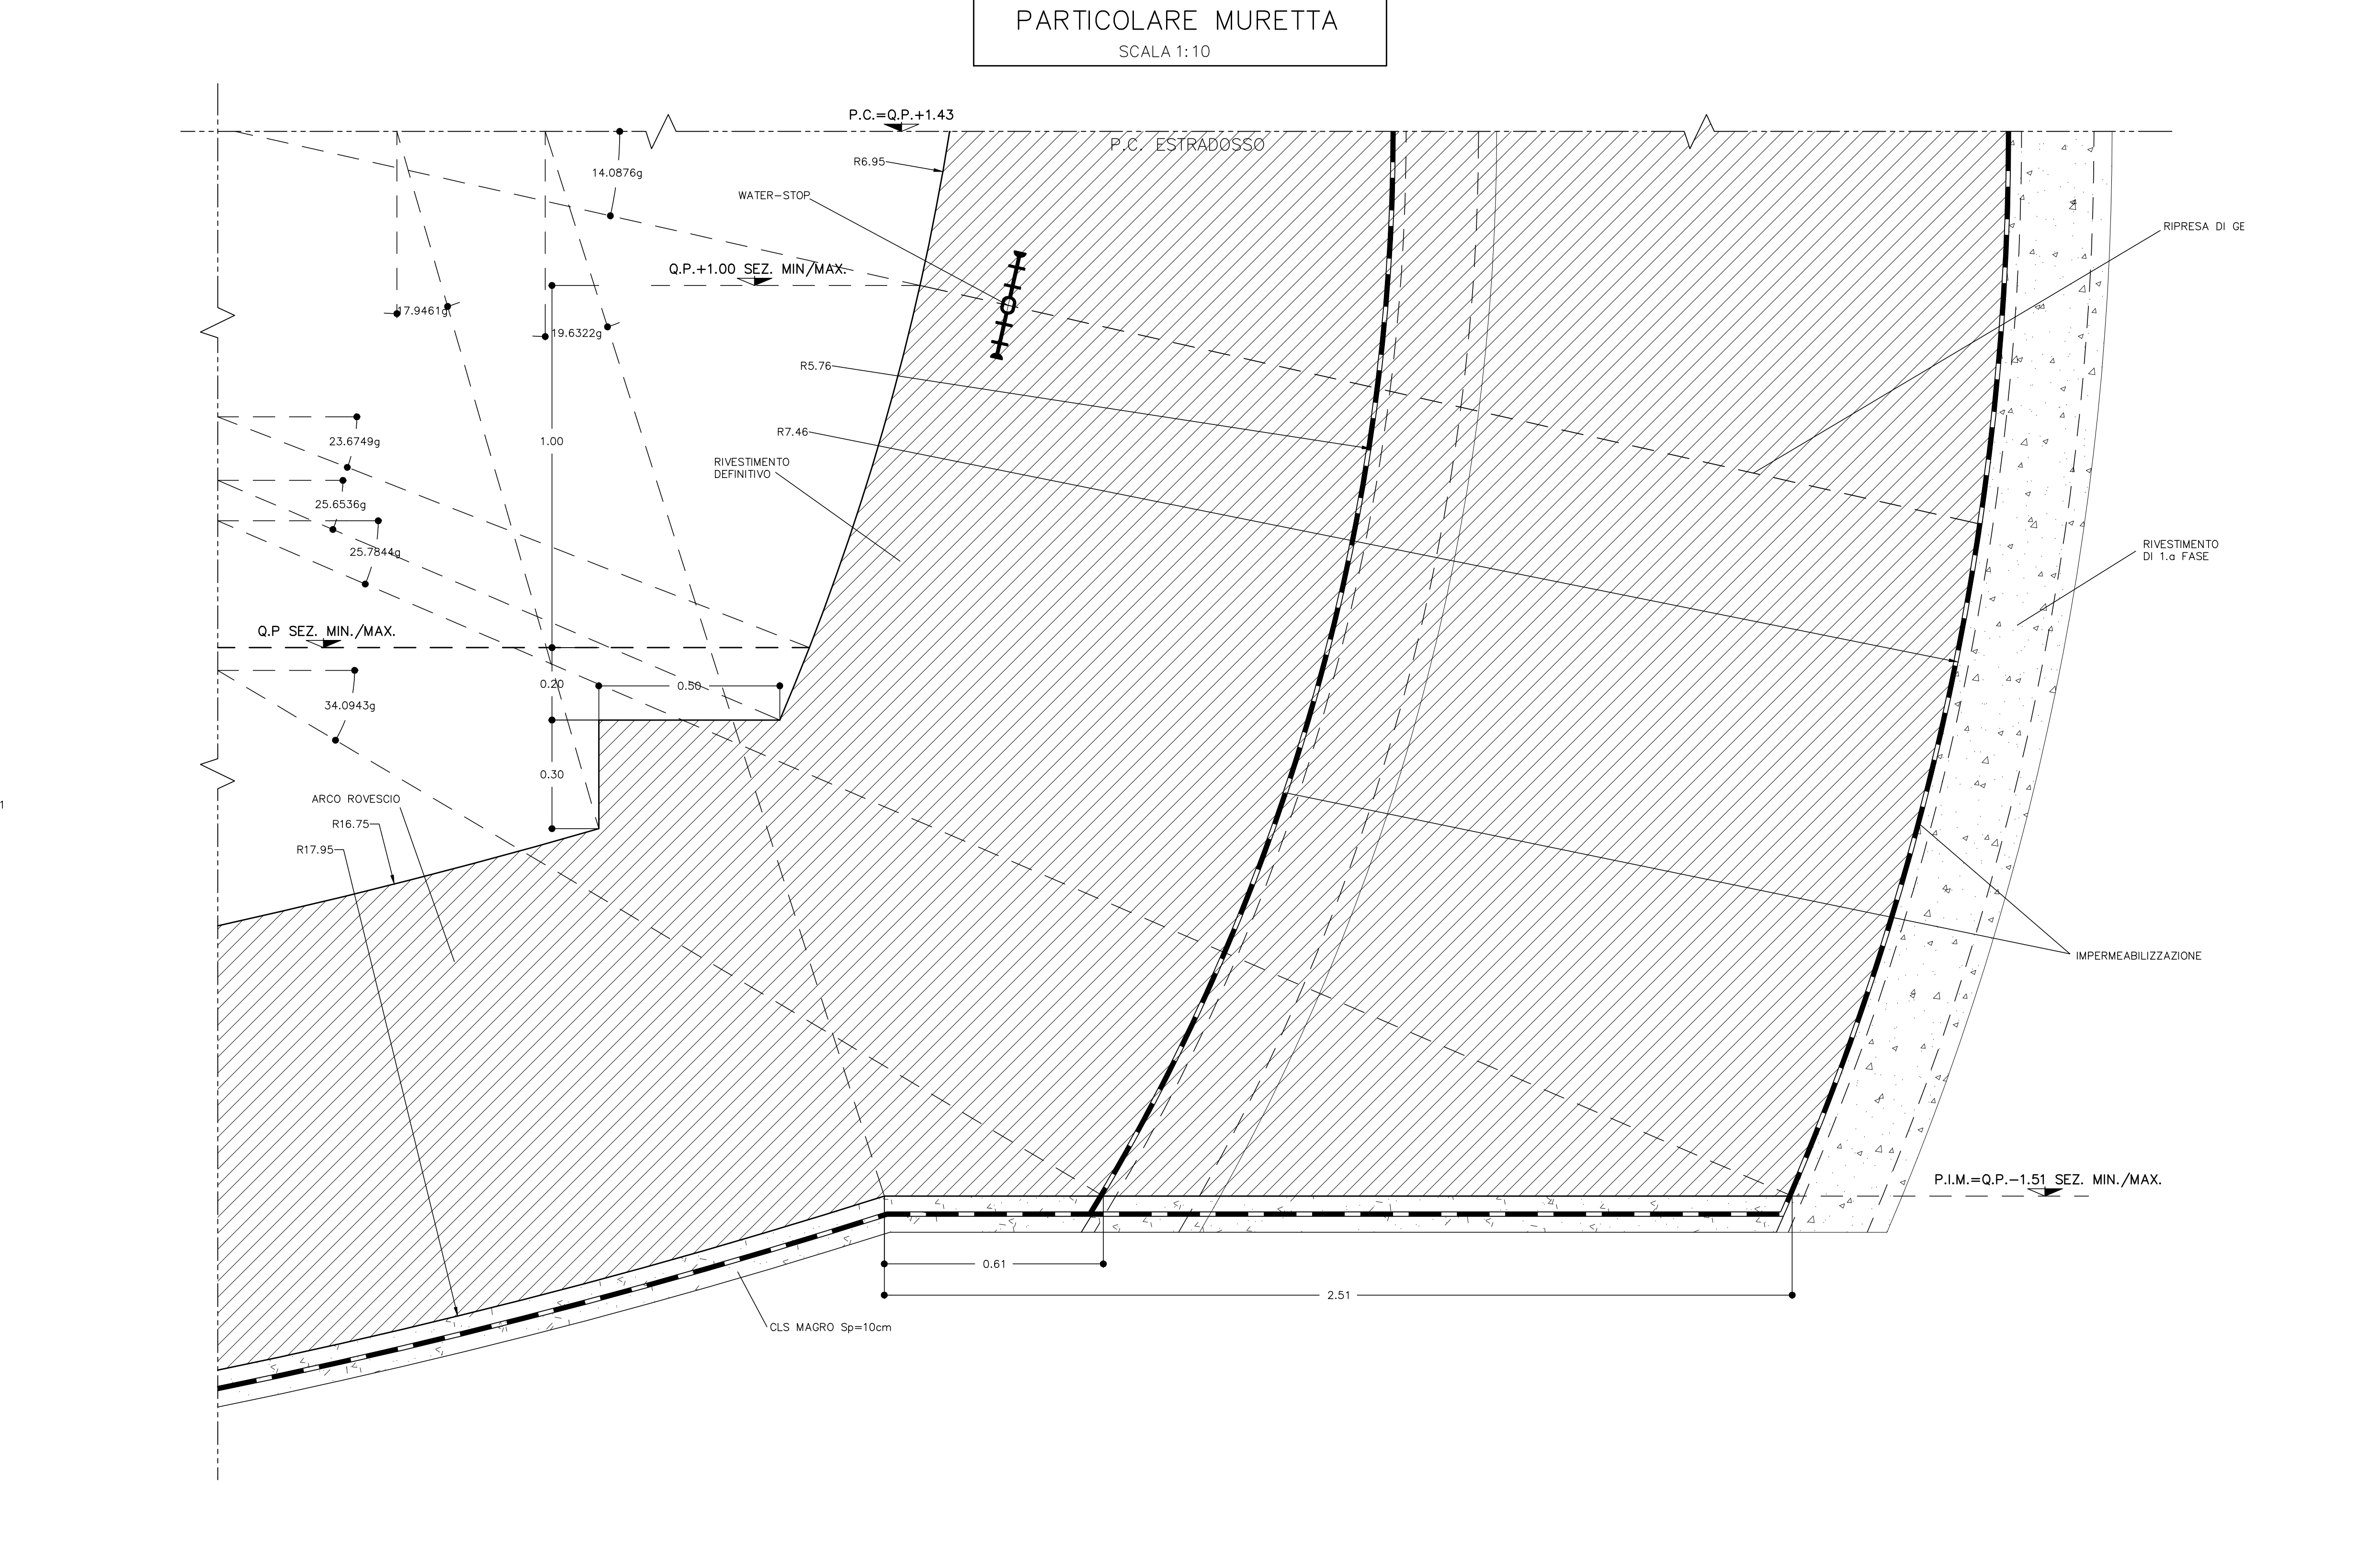 PARTICOLARE MURETTA
SCALA 1:10
P.C.=Q.P.+1.43
P.C. ESTRADOSSO
R6.95
14.0876g
WATER-STOP
RIPRESA DI GE
Q.P.+1.00 SEZ. MIN/MAX.
17.9461g
19.6322g
R5.76
R7.46
23.6749g
1.00
RIVESTIMENTO
DEFINITIVO
25.6536g
25.7844g
RIVESTIMENTO
DI 1.a FASE
Q.P SEZ. MIN./MAX.
0.20
0.50
34.0943g
0.30
ARCO ROVESCIO
1
R16.75
R17.95
IMPERMEABILIZZAZIONE
P.I.M.=Q.P.-1.51 SEZ. MIN./MAX.
0.61
2.51
CLS MAGRO Sp=10cm